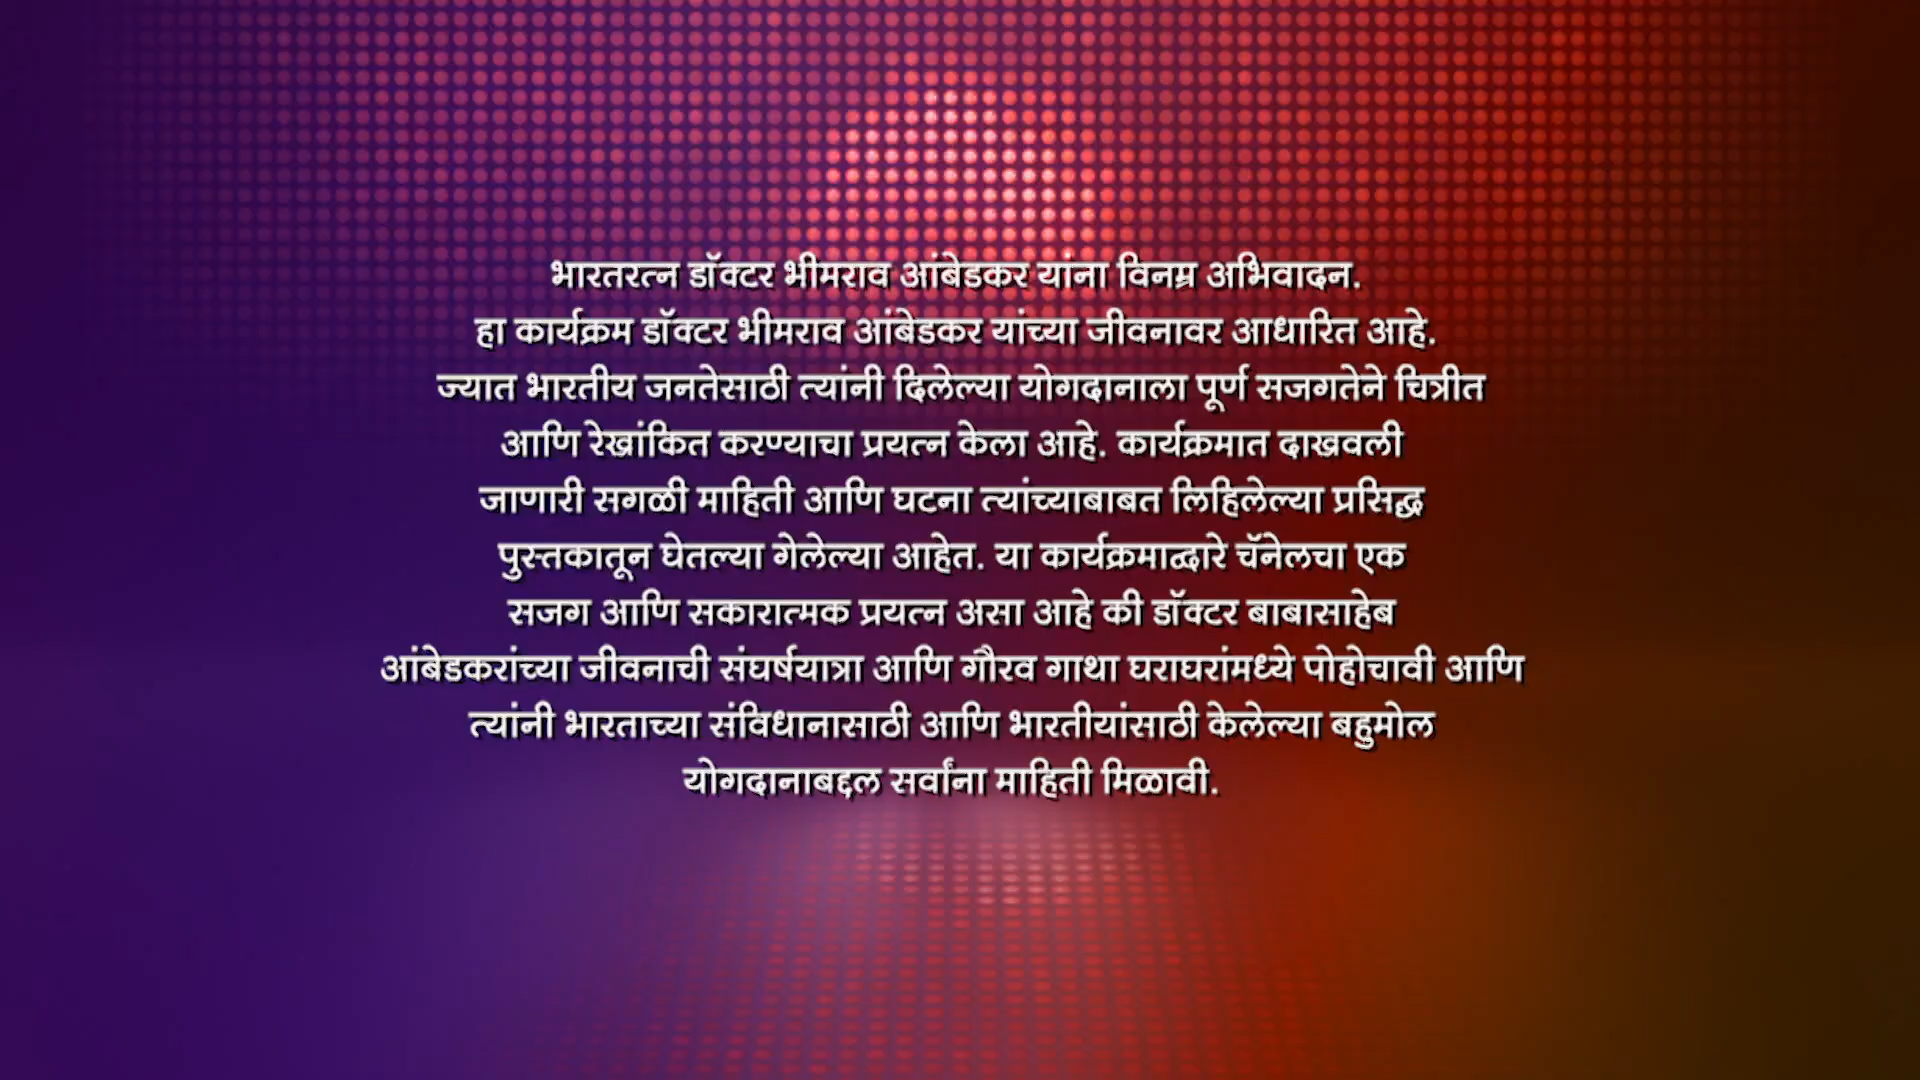 भारतरत्न डॉक्टर भीमराव आंबेडकर यांना विनम्र अभिवादन.
हा कार्यक्रम डॉक्टर भीमराव आंबेडकर यांच्या जीवनावर आधारित आहे.
ज्यात भारतीय जनतेसाठी त्यांनी दिलेल्या योगदानाला पूर्ण सजगतेने चित्रीत
आणि रेखांकित करण्याचा प्रयत्न केला आहे. कार्यक्रमात दाखवली
जाणारी सगळी माहिती आणि घटना त्यांच्याबाबत लिहिलेल्या प्रसिद्ध
पुस्तकातून घेतल्या गेलेल्या आहेत. या कार्यक्रमाद्वारे चॅनेलचा एक
सजग आणि सकारात्मक प्रयत्न असा आहे की डॉक्टर बाबासाहेब
आंबेडकरांच्या जीवनाची संघर्षयात्रा आणि गौरव गाथा घराघरांमध्ये पोहोचावी आणि
त्यांनी भारताच्या संविधानासाठी आणि भारतीयांसाठी केलेल्या बहुमोल
योगदानाबद्दल सर्वांना माहिती मिळावी.